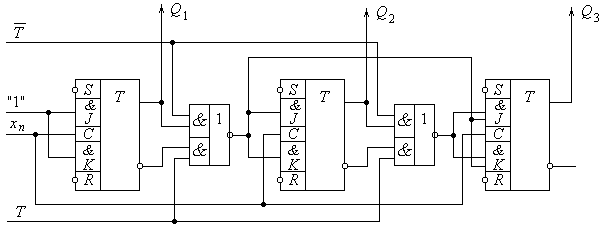 Q1 Q2 Q3
T̅
S S S
& T & T & T
"1" J & 1 J & 1 J
xn C & C & C
& & &
K K K
R R R
T